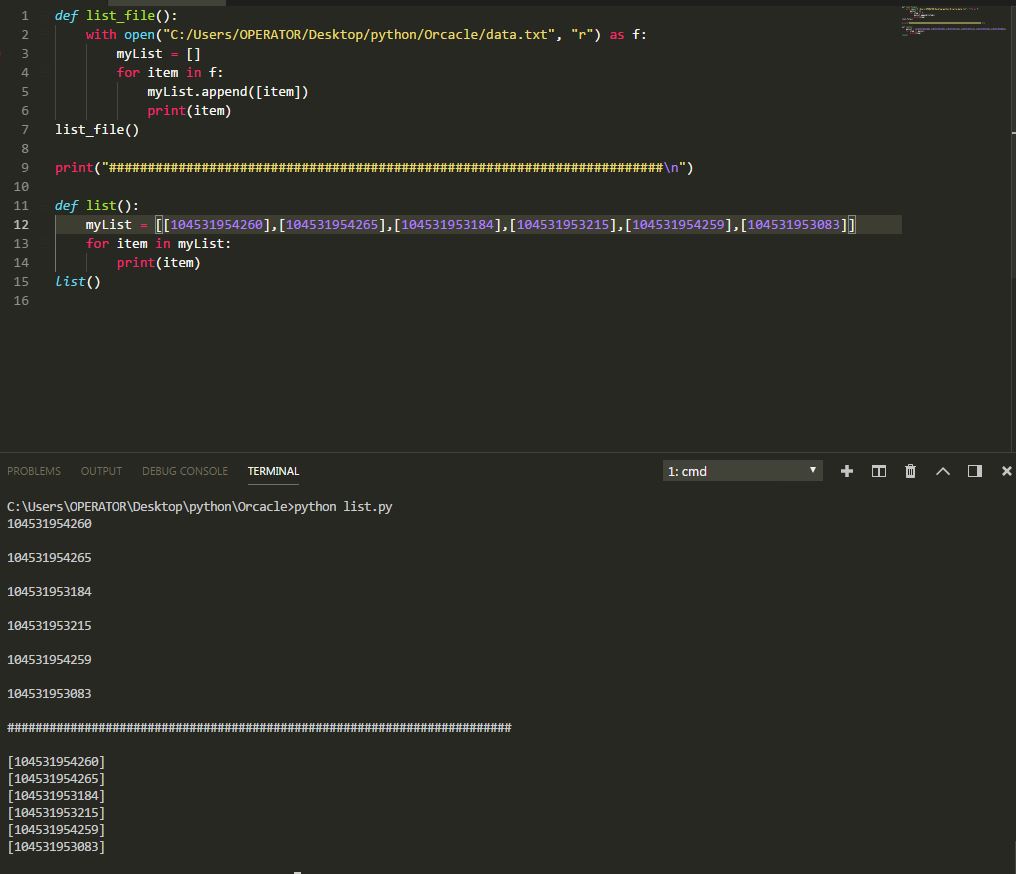 1 def list_file():
2 with open("C:/Users/OPERATOR/Desktop/python/Orcacle/data.txt", "r") as f:
3 myList = []
4 for item in f:
5 myList.append([item])
6 print(item)
7 list_file()
8
9 print("########################################################################\n")
10
11 def list():
12 myList = [[104531954260],[104531954265],[104531953184],[104531953215],[104531954259],[104531953083]]
13 for item in myList:
14 print(item)
15 list()
16
PROBLEMS OUTPUT DEBUG CONSOLE TERMINAL 1: cmd
C:\Users\OPERATOR\Desktop\python\Orcacle>python list.py
104531954260
104531954265
104531953184
104531953215
104531954259
104531953083
########################################################################
[104531954260]
[104531954265]
[104531953184]
[104531953215]
[104531954259]
[104531953083]